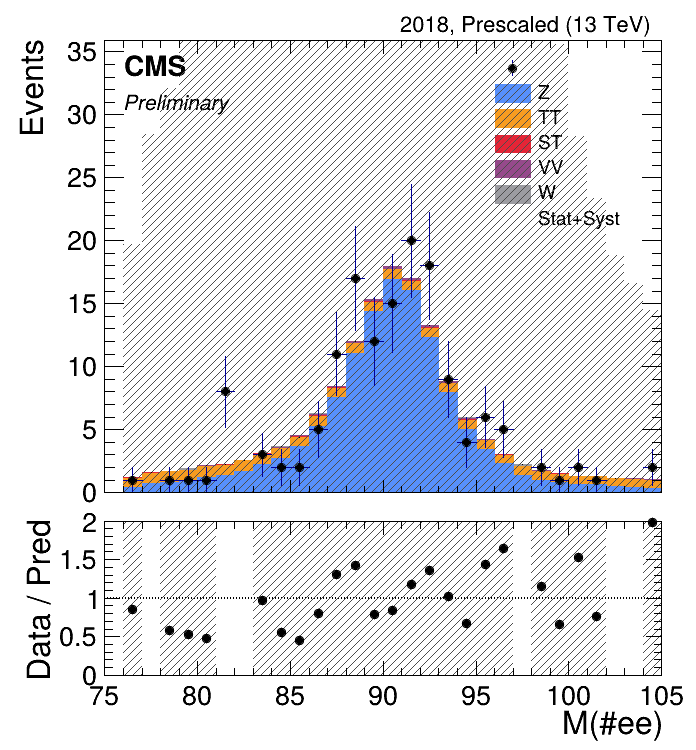 2018, Prescaled (13 TeV)
Events
CMS
Preliminary
Z
TT
ST
VV
W
Stat+Syst
35
30
25
20
15
10
5
0
Data / Pred
2
1.5
1
0.5
0
75 80 85 90 95 100 105
M(#ee)